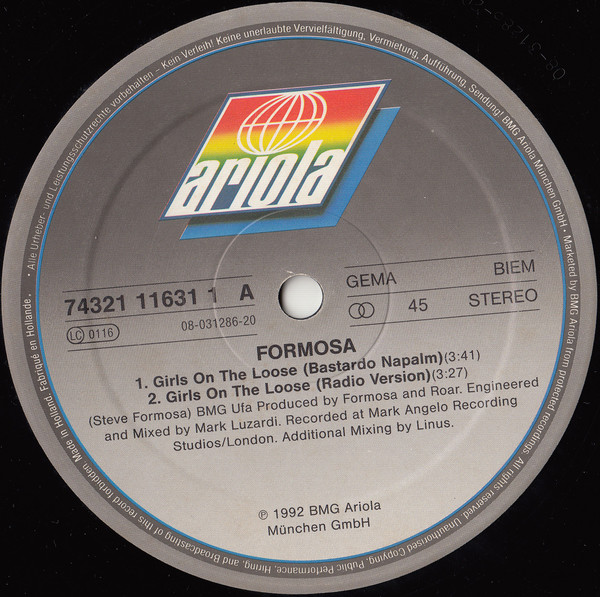 Alle Urheber- und Leistungsschutzrechte vorbehalten – Kein Verleih! Keine unerlaubte Vervielfältigung, Vermietung, Aufführung, Sendung! BMG Ariola München GmbH • Marketed by BMG Ariola from protected recordings. All rights reserved. Unauthorised Copying, Public Performance, Hiring, and Broadcasting of this record forbidden. Made in Holland. Fabriqué en Hollande. •
ariola
74321 11631 1 A
LC 0116
08-031286-20
GEMA BIEM
45 STEREO
FORMOSA
1. Girls On The Loose (Bastardo Napalm)(3:41)
2. Girls On The Loose (Radio Version)(3:27)
(Steve Formosa) BMG Ufa Produced by Formosa and Roar. Engineered
and Mixed by Mark Luzardi. Recorded at Mark Angelo Recording
Studios/London. Additional Mixing by Linus.
℗ 1992 BMG Ariola
München GmbH